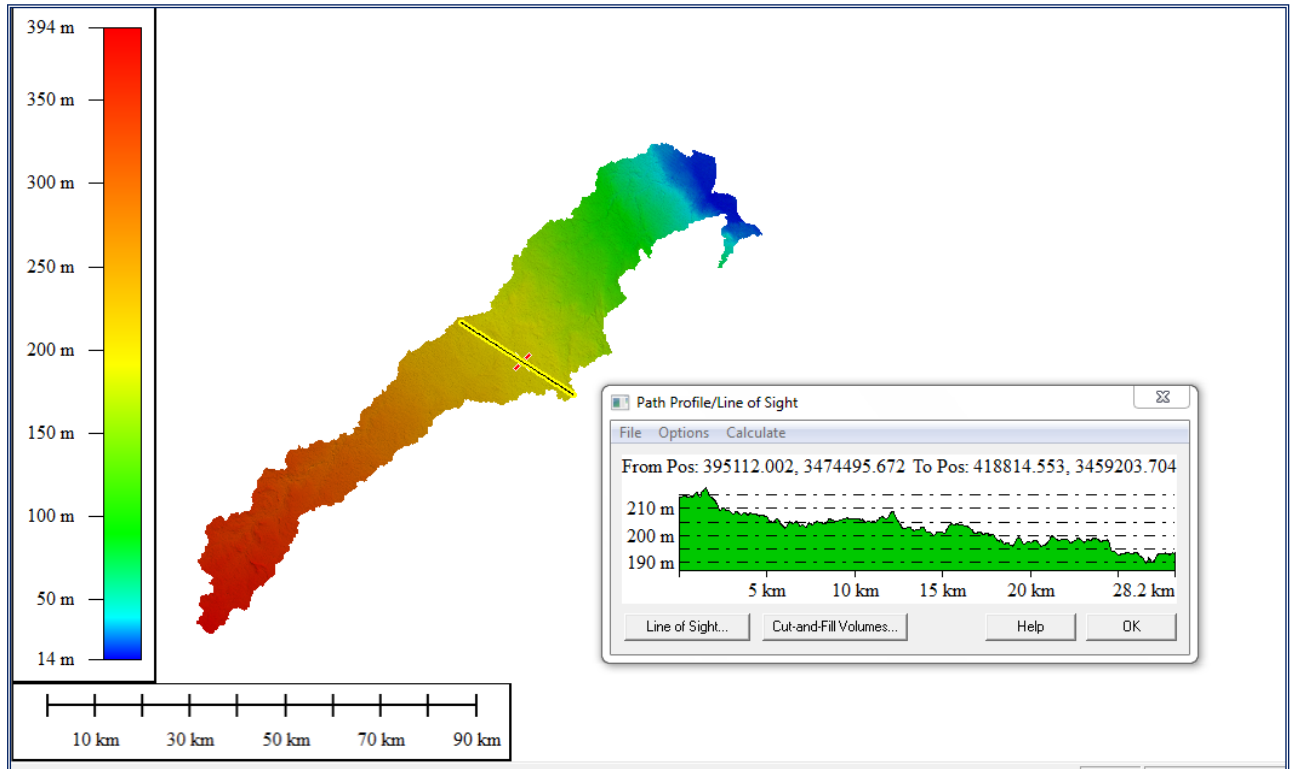 394 m
350 m
300 m
250 m
200 m
150 m
100 m
50 m
14 m
10 km 30 km 50 km 70 km 90 km
Path Profile/Line of Sight
File Options Calculate
From Pos: 395112.002, 3474495.672 To Pos: 418814.553, 3459203.704
210 m
200 m
190 m
5 km 10 km 15 km 20 km 28.2 km
Line of Sight... Cut-and-Fill Volumes... Help OK